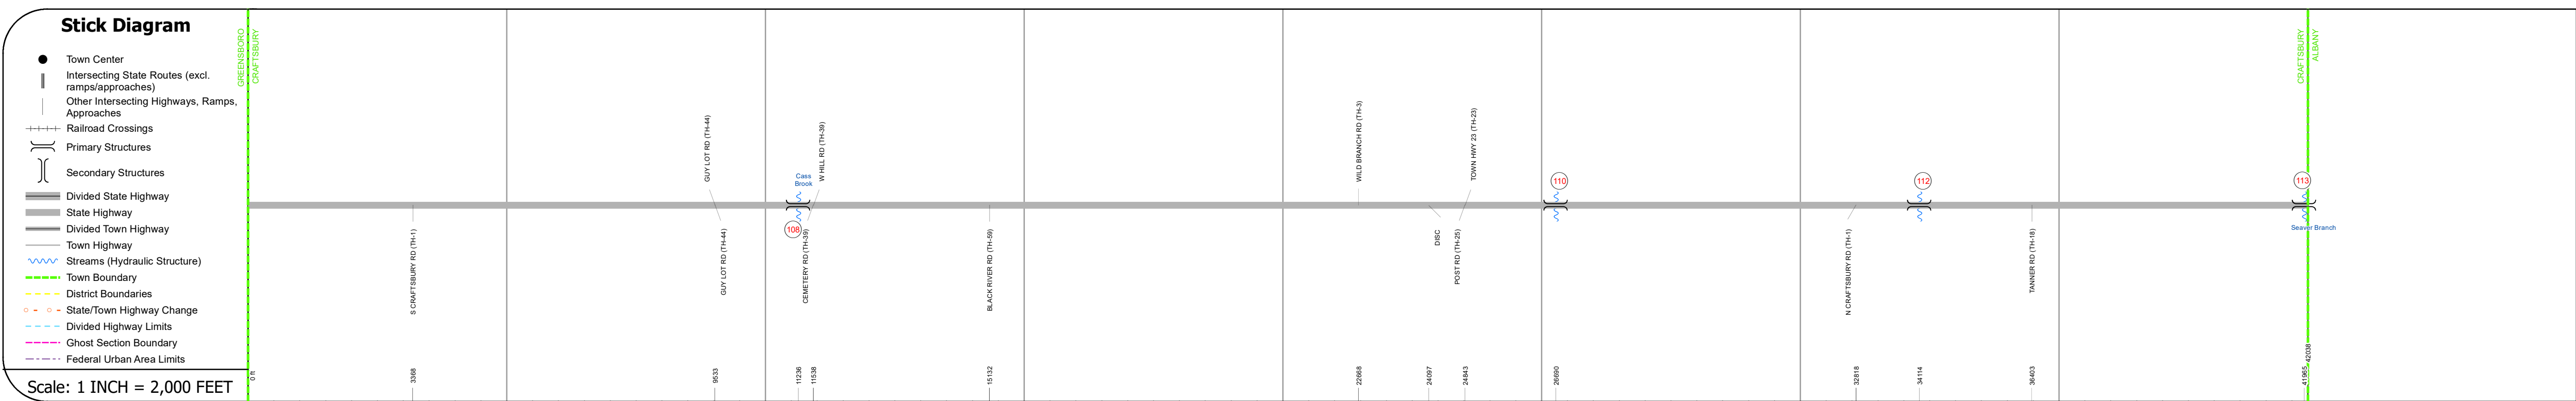 Stick Diagram
Town Center
Intersecting State Routes (excl.
ramps/approaches)
Other Intersecting Highways, Ramps,
Approaches
Railroad Crossings
Primary Structures
Secondary Structures
Divided State Highway
State Highway
Divided Town Highway
Town Highway
Streams (Hydraulic Structure)
Town Boundary
District Boundaries
State/Town Highway Change
Divided Highway Limits
Ghost Section Boundary
Federal Urban Area Limits
Scale: 1 INCH = 2,000 FEET
GREENSBORO
CRAFTSBURY
CRAFTSBURY
ALBANY
GUY LOT RD (TH-44)
W HILL RD (TH-39)
WILD BRANCH RD (TH-3)
TOWN HWY 23 (TH-23)
Cass
Brook
110
112
113
108
Seaver Branch
S CRAFTSBURY RD (TH-1)
GUY LOT RD (TH-44)
CEMETERY RD (TH-39)
BLACK RIVER RD (TH-59)
DISC
POST RD (TH-25)
N CRAFTSBURY RD (TH-1)
TANNER RD (TH-18)
0 ft
3368
9533
11236
11538
15132
22668
24097
24843
26690
32818
34114
36403
41965
42038